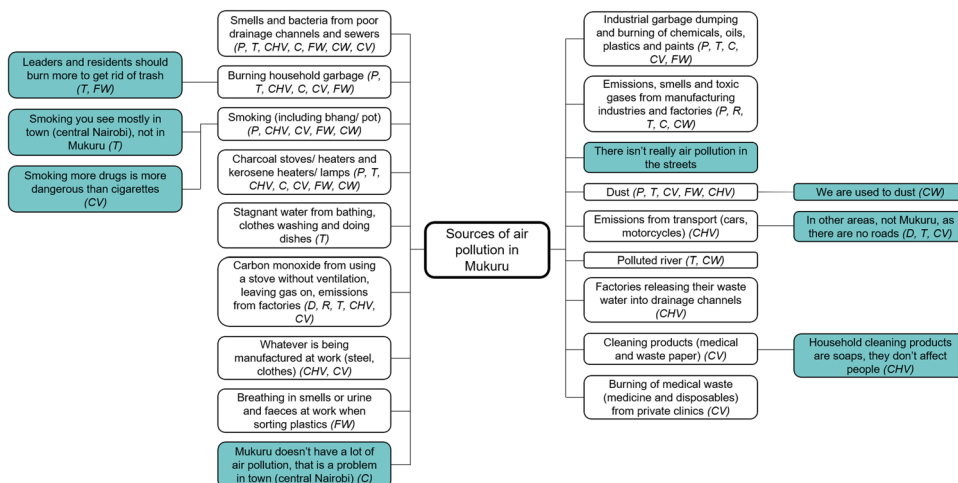 Smells and bacteria from poor
drainage channels and sewers
(P, T, CHV, C, FW, CW, CV)
Leaders and residents should
burn more to get rid of trash
(T, FW)
Burning household garbage (P,
T, CHV, C, CV, FW)
Smoking you see mostly in
town (central Nairobi), not in
Mukuru (T)
Smoking (including bhang/ pot)
(P, CHV, CV, FW, CW)
Smoking more drugs is more
dangerous than cigarettes
(CV)
Charcoal stoves/ heaters and
kerosene heaters/ lamps (P, T,
CHV, C, CV, FW, CW)
Stagnant water from bathing,
clothes washing and doing
dishes (T)
Carbon monoxide from using
a stove without ventilation,
leaving gas on, emissions
from factories (D, R, T, CHV,
CV)
Whatever is being
manufactured at work (steel,
clothes) (CHV, CV)
Breathing in smells or urine
and faeces at work when
sorting plastics (FW)
Mukuru doesn't have a lot of
air pollution, that is a problem
in town (central Nairobi) (C)
Sources of air
pollution in
Mukuru
Industrial garbage dumping
and burning of chemicals, oils,
plastics and paints (P, T, C,
CV, FW)
Emissions, smells and toxic
gases from manufacturing
industries and factories (P, R,
T, C, CW)
There isn't really air pollution in
the streets
Dust (P, T, CV, FW, CHV)
We are used to dust (CW)
Emissions from transport (cars,
motorcycles) (CHV)
In other areas, not Mukuru, as
there are no roads (D, T, CV)
Polluted river (T, CW)
Factories releasing their waste
water into drainage channels
(CHV)
Cleaning products (medical
and waste paper) (CV)
Household cleaning products
are soaps, they don't affect
people (CHV)
Burning of medical waste
(medicine and disposables)
from private clinics (CV)